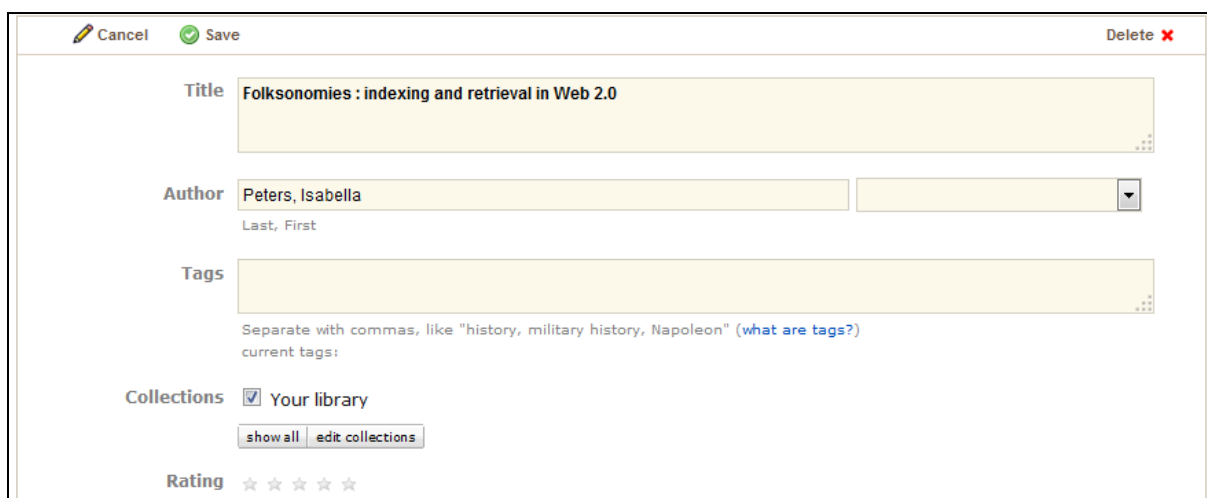 Cancel Save Delete
Title Folksonomies : indexing and retrieval in Web 2.0
Author Peters, Isabella
Last, First
Tags
Separate with commas, like "history, military history, Napoleon" (what are tags?)
current tags:
Collections Your library
show all edit collections
Rating